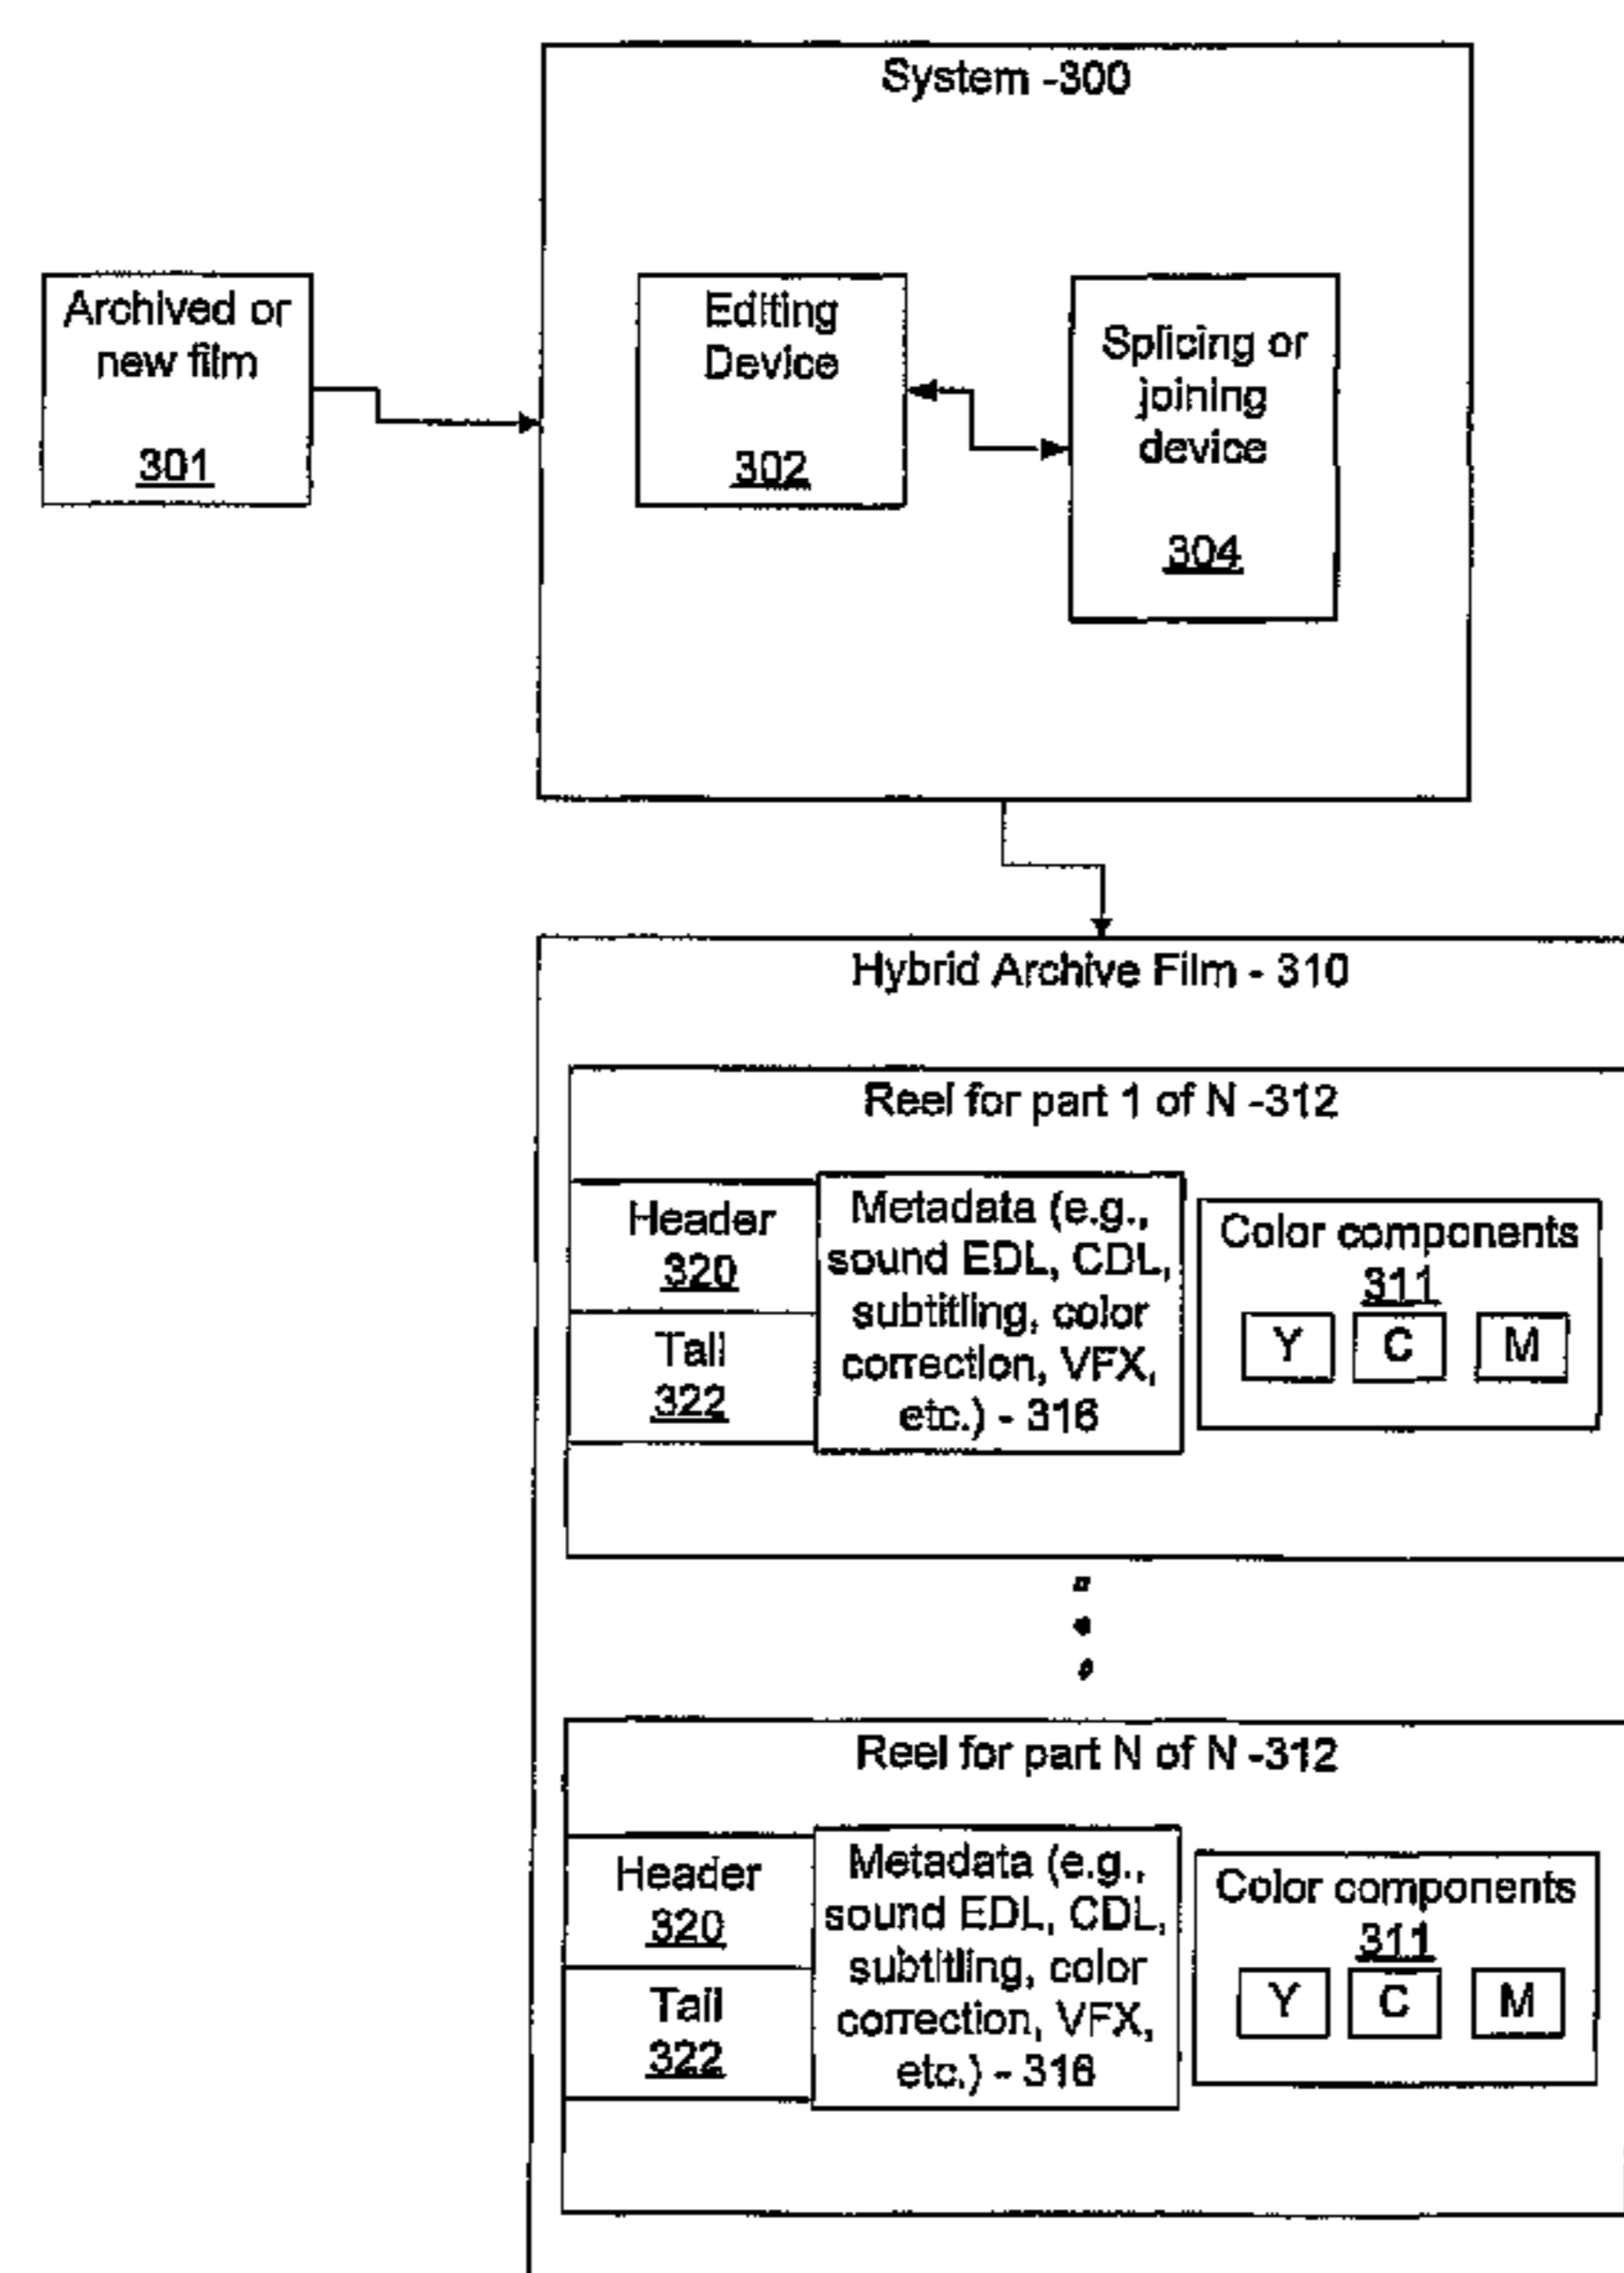 System -300
Archived or
new film
301
Editing
Device
302
Splicing or
joining
device
304
Hybrid Archive Film - 310
Reel for part 1 of N -312
Header
320
Tail
322
Metadata (e.g.,
sound EDL, CDL,
subtitling, color
correction, VFX,
etc.) - 316
Color components
311
Y C M
Reel for part N of N -312
Header
320
Tail
322
Metadata (e.g.,
sound EDL, CDL,
subtitling, color
correction, VFX,
etc.) - 316
Color components
311
Y C M